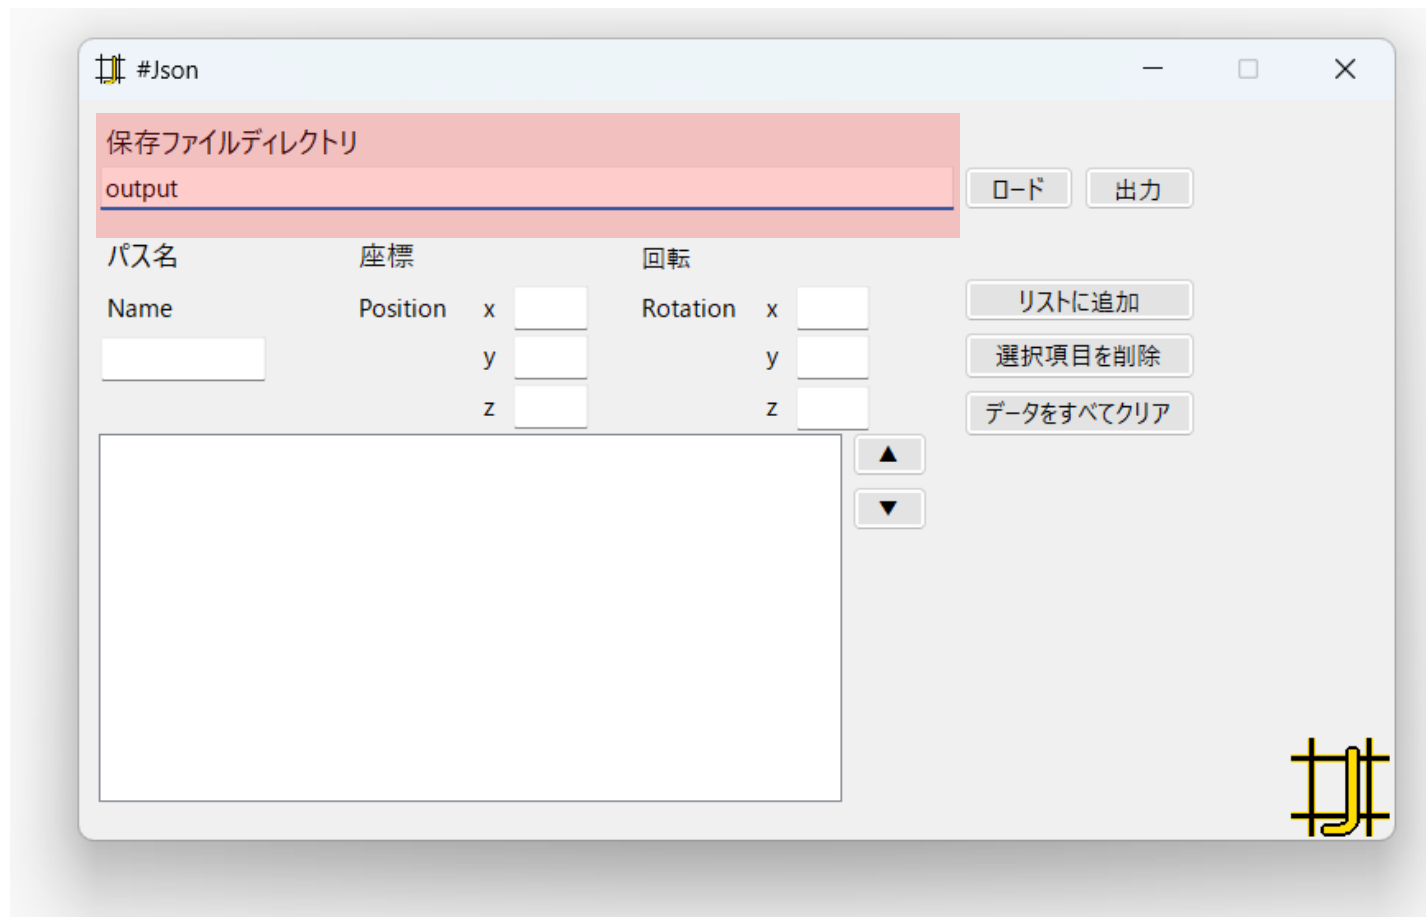 #Json
保存ファイルディレクトリ
output
ロード 出力
パス名 座標 回転
Name Position x Rotation x リストに追加
y y 選択項目を削除
z z データをすべてクリア
▲
▼